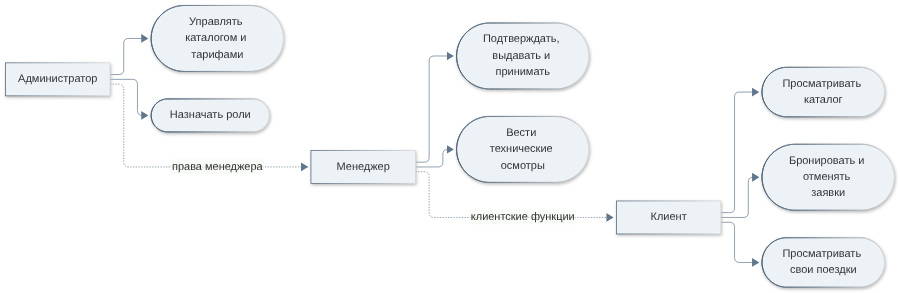 Администратор
Управлять
каталогом и
тарифами
Назначать роли
права менеджера
Менеджер
Подтверждать,
выдавать и
принимать
Вести
технические
осмотры
клиентские функции
Клиент
Просматривать
каталог
Бронировать и
отменять
заявки
Просматривать
свои поездки